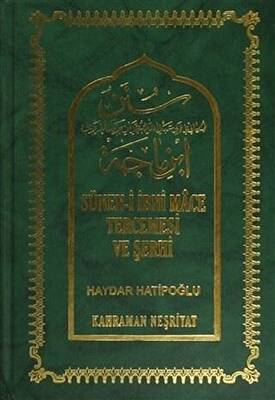 سنن
ابن ماجه
SÜNEN-İ İBNİ MÂCE
TERCEMESİ
VE ŞERHİ
HAYDAR HATİPOĞLU
KAHRAMAN NEŞRİYAT